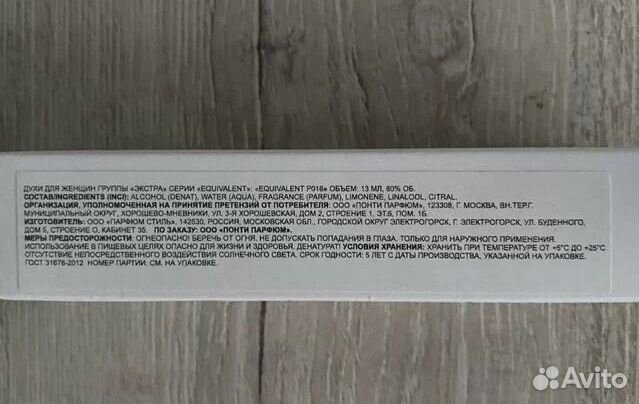 ДУХИ ДЛЯ ЖЕНЩИН ГРУППЫ «ЭКСТРА» СЕРИИ «EQUIVALENT»: «EQUIVALENT P016» ОБЪЕМ: 13 МЛ, 80% ОБ.
СОСТАВ/INGREDIENTS (INCI): ALCOHOL (DENAT), WATER (AQUA), FRAGRANCE (PARFUM), LIMONENE, LINALOOL, CITRAL.
ОРГАНИЗАЦИЯ, УПОЛНОМОЧЕННАЯ НА ПРИНЯТИЕ ПРЕТЕНЗИЙ ОТ ПОТРЕБИТЕЛЯ: ООО «ПОНТИ ПАРФЮМ», 123308, Г. МОСКВА, ВН.ТЕР.Г.
МУНИЦИПАЛЬНЫЙ ОКРУГ, ХОРОШЕВО-МНЕВНИКИ, УЛ. 3-Я ХОРОШЕВСКАЯ, ДОМ 2, СТРОЕНИЕ 1, ЭТ.6, ПОМ. 1Б.
ИЗГОТОВИТЕЛЬ: ООО «ПАРФЮМ СТИЛЬ», 142530, РОССИЯ, МОСКОВСКАЯ ОБЛ., ГОРОДСКОЙ ОКРУГ ЭЛЕКТРОГОРСК, Г. ЭЛЕКТРОГОРСК, УЛ. БУДЕННОГО,
ДОМ 5, СТРОЕНИЕ О, КАБИНЕТ 35. ПО ЗАКАЗУ: ООО «ПОНТИ ПАРФЮМ».
МЕРЫ ПРЕДОСТОРОЖНОСТИ: ОГНЕОПАСНО! БЕРЕЧЬ ОТ ОГНЯ. НЕ ДОПУСКАТЬ ПОПАДАНИЯ В ГЛАЗА. ТОЛЬКО ДЛЯ НАРУЖНОГО ПРИМЕНЕНИЯ.
ИСПОЛЬЗОВАНИЕ В ПИЩЕВЫХ ЦЕЛЯХ ОПАСНО ДЛЯ ЖИЗНИ И ЗДОРОВЬЯ. ДЕНАТУРАТ! УСЛОВИЯ ХРАНЕНИЯ: ХРАНИТЬ ПРИ ТЕМПЕРАТУРЕ ОТ +5°С ДО +25°С
ОТСУТСТВИЕ НЕПОСРЕДСТВЕННОГО ВОЗДЕЙСТВИЯ СОЛНЕЧНОГО СВЕТА. СРОК ГОДНОСТИ: 5 ЛЕТ С ДАТЫ ПРОИЗВОДСТВА, УКАЗАННОЙ НА УПАКОВКЕ.
ГОСТ 31678-2012 НОМЕР ПАРТИИ: СМ. НА УПАКОВКЕ.
Avito